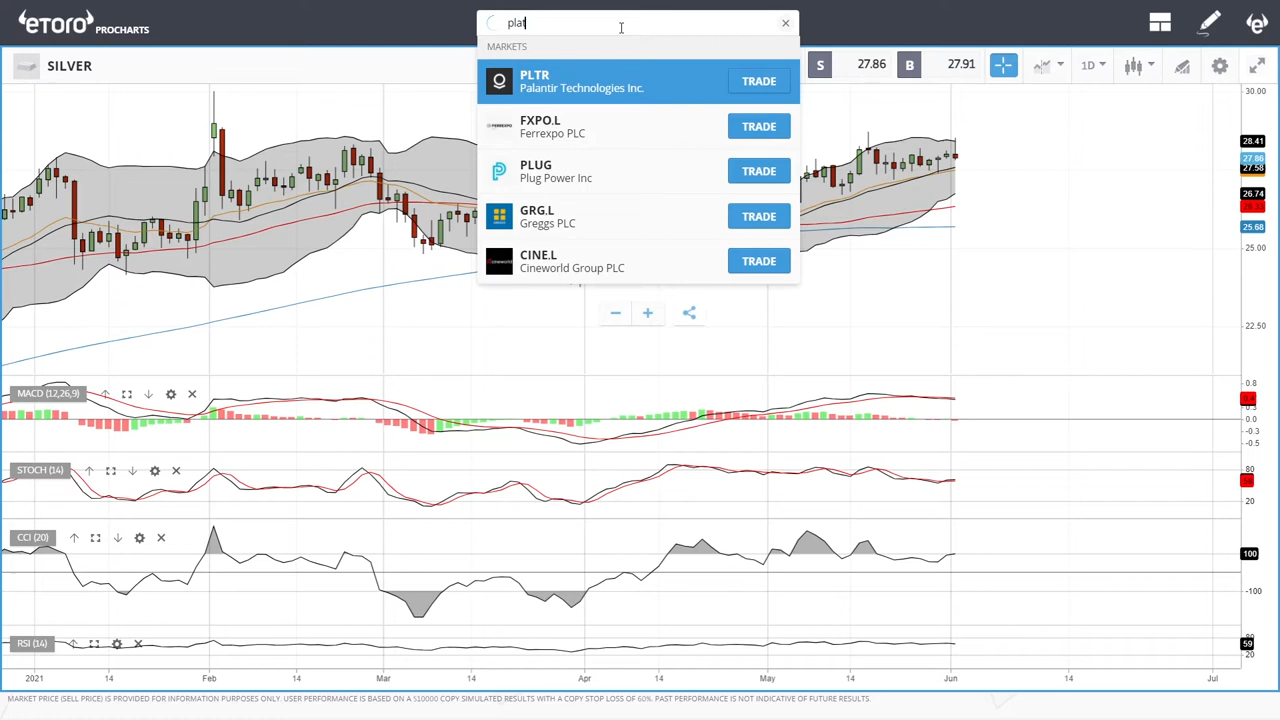 eTORO PROCHARTS
plat
MARKETS
SILVER
S 27.86 B 27.91 1D
PLTR
Palantir Technologies Inc.
TRADE
FXPO.L
Ferrexpo PLC
TRADE
PLUG
Plug Power Inc
TRADE
GRG.L
Greggs PLC
TRADE
CINE.L
Cineworld Group PLC
TRADE
30.00
28.41
27.86
27.58
26.74
25.68
25.00
22.50
MACD (12,26,9)
0.8
0.3
0.0
-0.3
-0.5
STOCH (14)
80
20
CCI (20)
100
-100
RSI (14)
59
20
2021 14 Feb 14 Mar 14 Apr 14 May 14 Jun 14 Jul
MARKET PRICE (SELL PRICE) IS PROVIDED FOR INFORMATION PURPOSES ONLY. USER PERFORMANCE IS BASED ON A $10000 COPY SIMULATED RESULTS WITH A COPY STOP LOSS OF 60%. PAST PERFORMANCE IS NOT INDICATIVE OF FUTURE RESULTS.